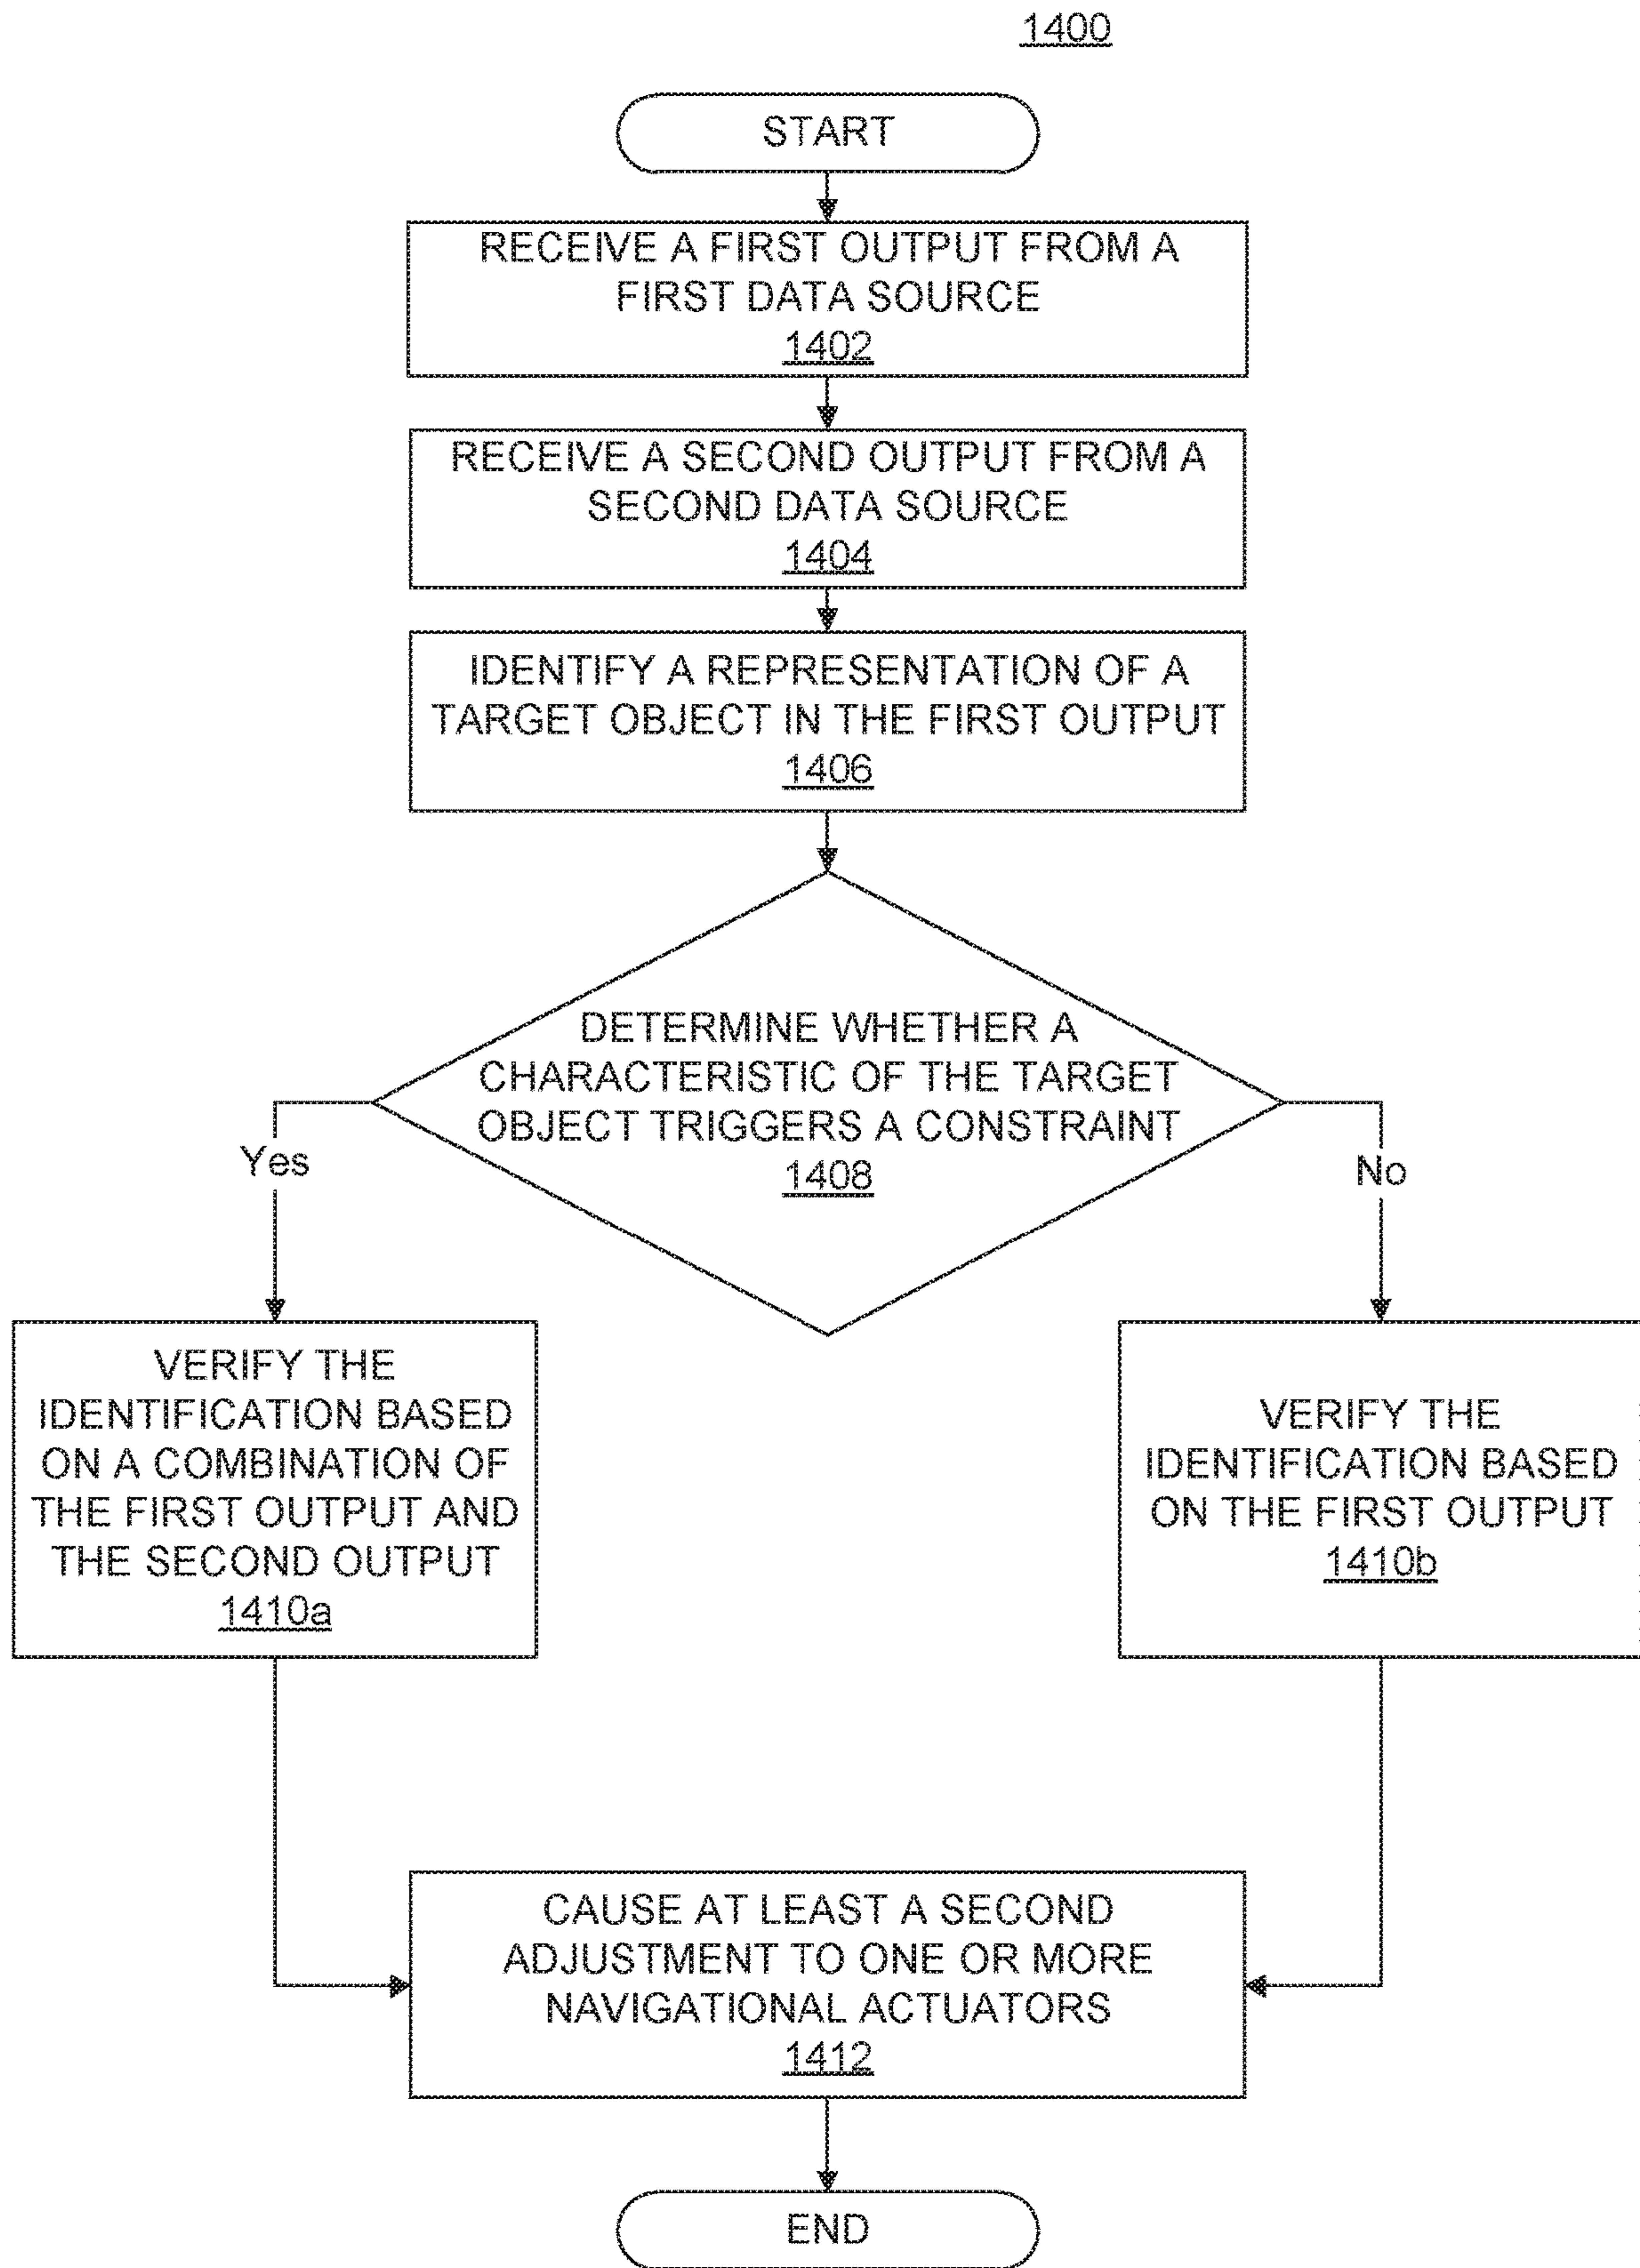 1400
START
RECEIVE A FIRST OUTPUT FROM A
FIRST DATA SOURCE
1402
RECEIVE A SECOND OUTPUT FROM A
SECOND DATA SOURCE
1404
IDENTIFY A REPRESENTATION OF A
TARGET OBJECT IN THE FIRST OUTPUT
1406
DETERMINE WHETHER A
CHARACTERISTIC OF THE TARGET
OBJECT TRIGGERS A CONSTRAINT
1408
Yes
No
VERIFY THE
IDENTIFICATION BASED
ON A COMBINATION OF
THE FIRST OUTPUT AND
THE SECOND OUTPUT
1410a
VERIFY THE
IDENTIFICATION BASED
ON THE FIRST OUTPUT
1410b
CAUSE AT LEAST A SECOND
ADJUSTMENT TO ONE OR MORE
NAVIGATIONAL ACTUATORS
1412
END